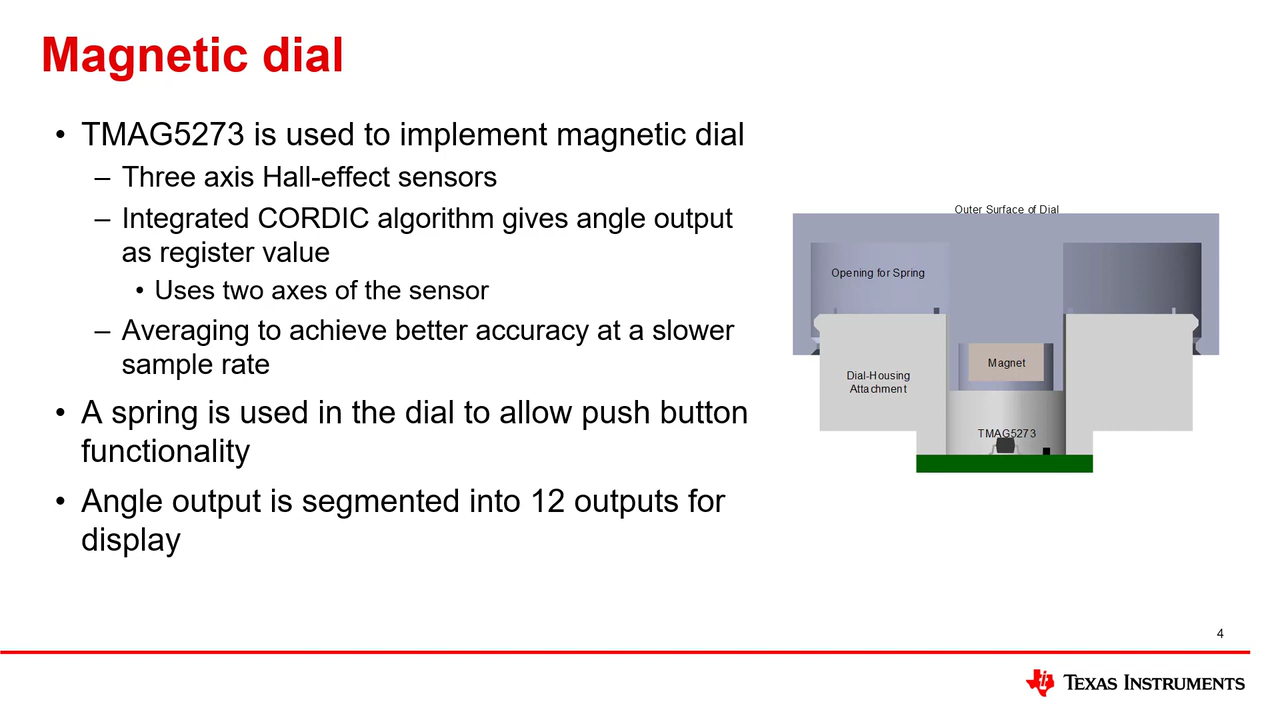 Magnetic dial
• TMAG5273 is used to implement magnetic dial
– Three axis Hall-effect sensors
– Integrated CORDIC algorithm gives angle output
as register value
• Uses two axes of the sensor
– Averaging to achieve better accuracy at a slower
sample rate
• A spring is used in the dial to allow push button
functionality
• Angle output is segmented into 12 outputs for
display
Outer Surface of Dial
Opening for Spring
Magnet
Dial-Housing
Attachment
TMAG5273
4
TEXAS INSTRUMENTS